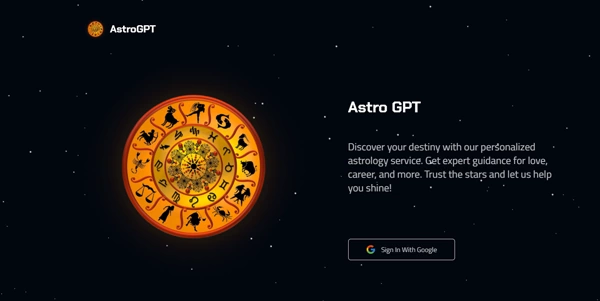 AstroGPT
Astro GPT
Discover your destiny with our personalized
astrology service. Get expert guidance for love,
career, and more. Trust the stars and let us help
you shine!
Sign In With Google